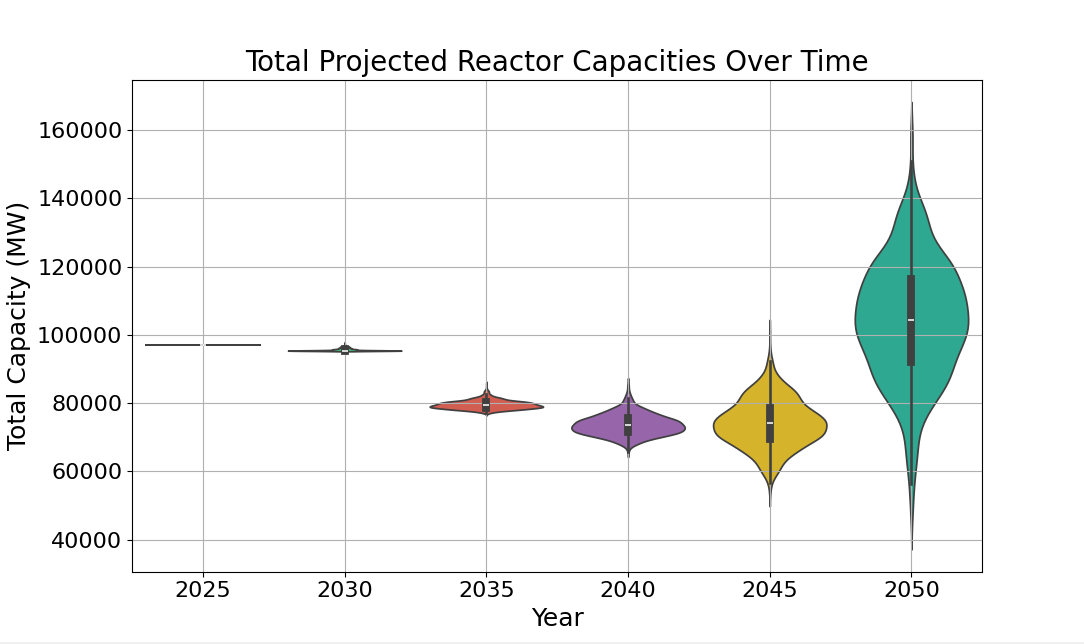 Total Projected Reactor Capacities Over Time
Total Capacity (MW)
160000
140000
120000
100000
80000
60000
40000
2025 2030 2035 2040 2045 2050
Year